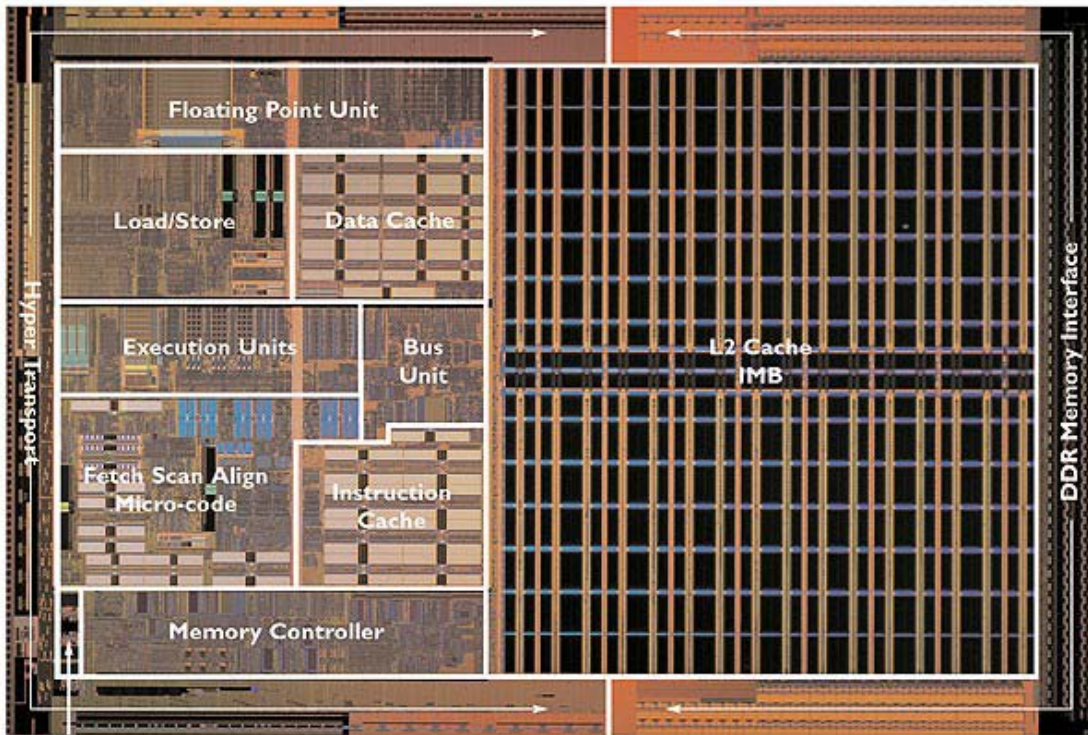 Floating Point Unit
Load/Store
Data Cache
Hyper Transport
Execution Units
Bus
Unit
L2 Cache
IMB
DDR Memory Interface
Fetch Scan Align
Micro-code
Instruction
Cache
Memory Controller